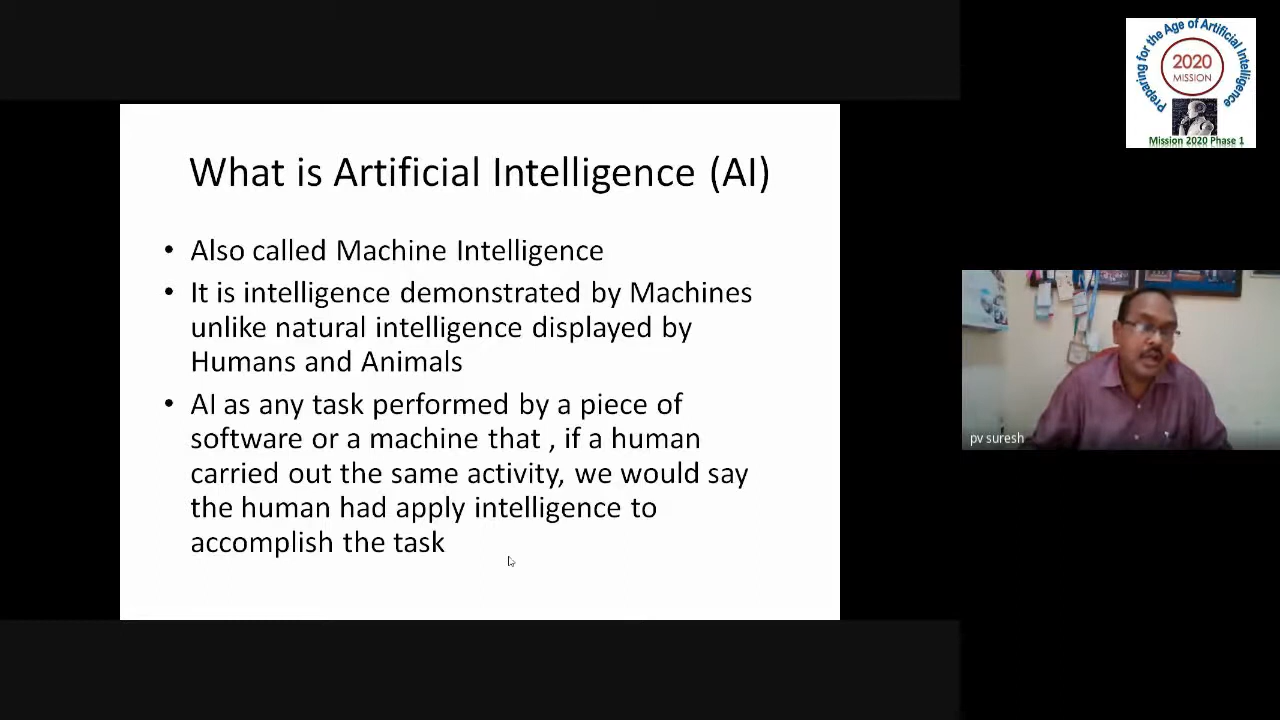 What is Artificial Intelligence (AI)
• Also called Machine Intelligence
• It is intelligence demonstrated by Machines
unlike natural intelligence displayed by
Humans and Animals
• AI as any task performed by a piece of
software or a machine that , if a human
carried out the same activity, we would say
the human had apply intelligence to
accomplish the task
Preparing for the Age of Artificial Intelligence
2020
MISSION
Mission 2020 Phase 1
pv suresh